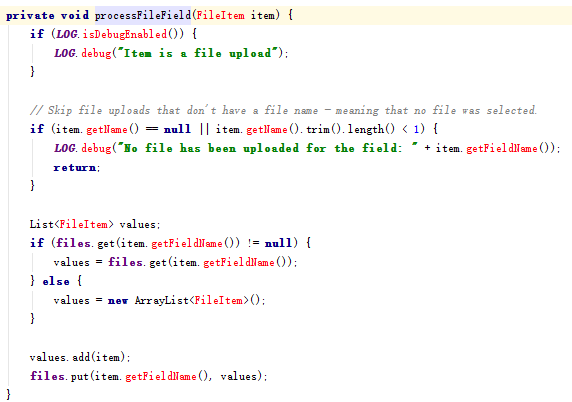 private void processFileField(FileItem item) {
    if (LOG.isDebugEnabled()) {
        LOG.debug("Item is a file upload");
    }

    // Skip file uploads that don't have a file name - meaning that no file was selected.
    if (item.getName() == null || item.getName().trim().length() < 1) {
        LOG.debug("No file has been uploaded for the field: " + item.getFieldName());
        return;
    }

    List<FileItem> values;
    if (files.get(item.getFieldName()) != null) {
        values = files.get(item.getFieldName());
    } else {
        values = new ArrayList<FileItem>();
    }

    values.add(item);
    files.put(item.getFieldName(), values);
}